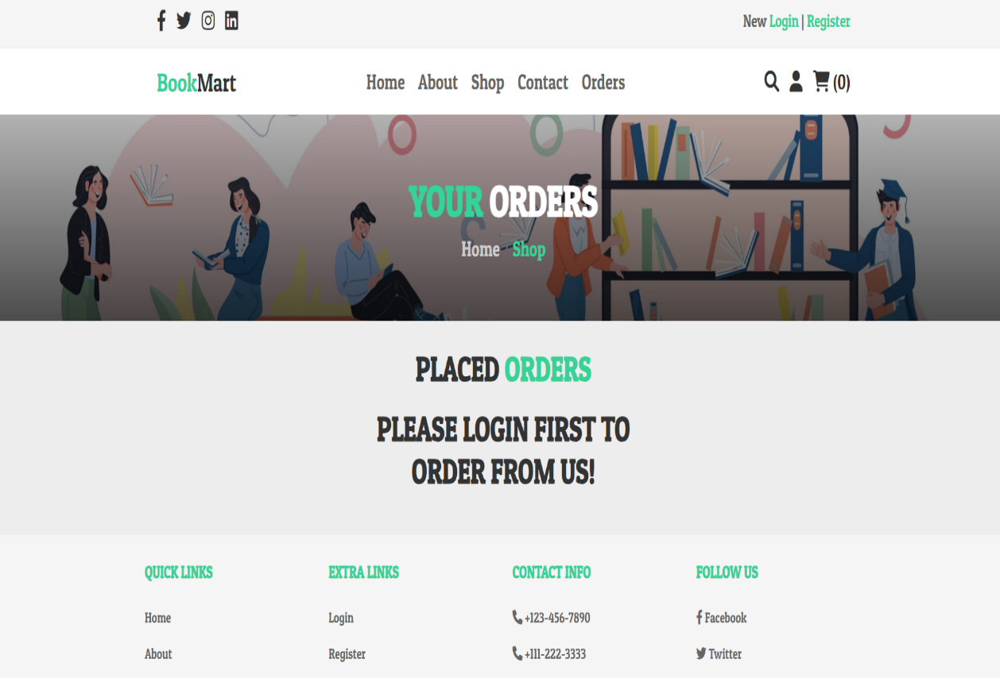 New Login | Register
BookMart
Home About Shop Contact Orders
(0)
YOUR ORDERS
Home Shop
PLACED ORDERS
PLEASE LOGIN FIRST TO
ORDER FROM US!
QUICK LINKS EXTRA LINKS CONTACT INFO FOLLOW US
Home Login +123-456-7890 Facebook
About Register +111-222-3333 Twitter